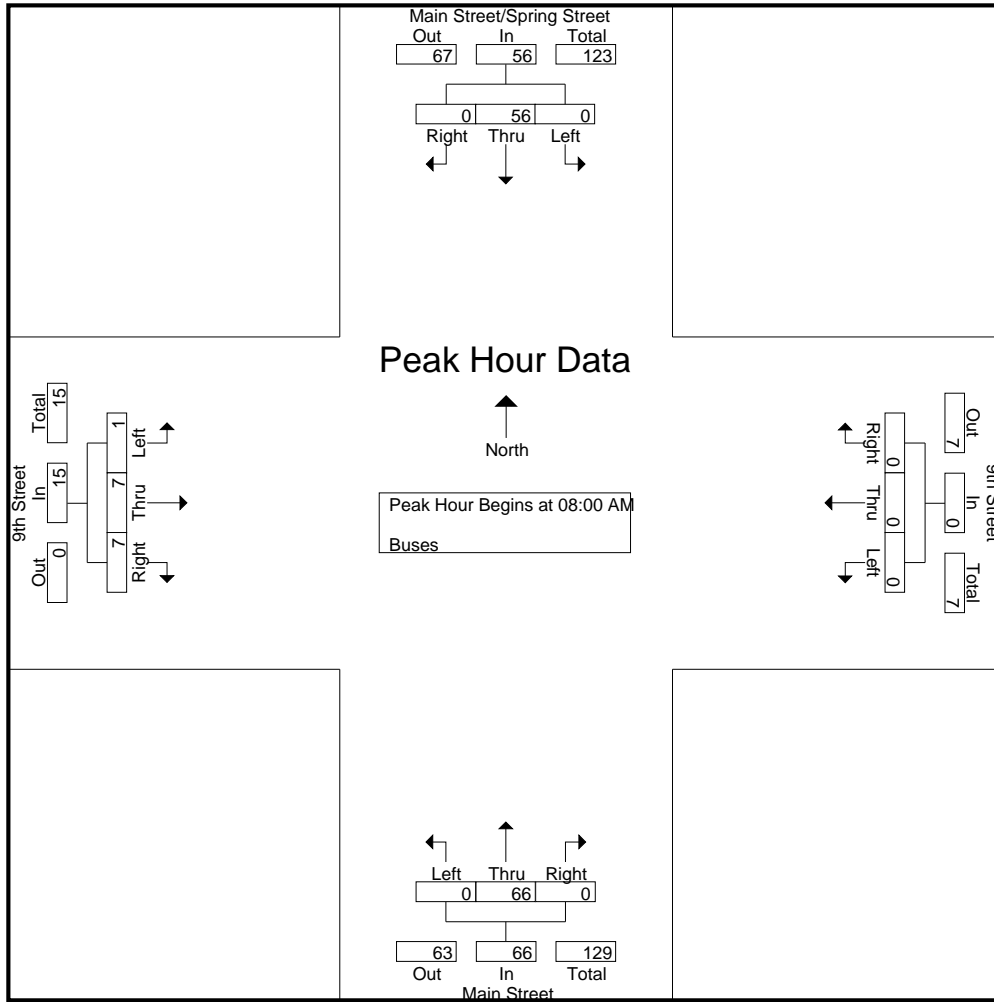 Main Street/Spring Street
Out In Total
67 56 123
0 56 0
Right Thru Left
Peak Hour Data
North
Peak Hour Begins at 08:00 AM
Buses
9th Street
Total In Out
15 15 0
1 7 7
Left Thru Right
9th Street
Out In Total
7 0 7
0 0 0
Right Thru Left
Left Thru Right
0 66 0
63 66 129
Out In Total
Main Street